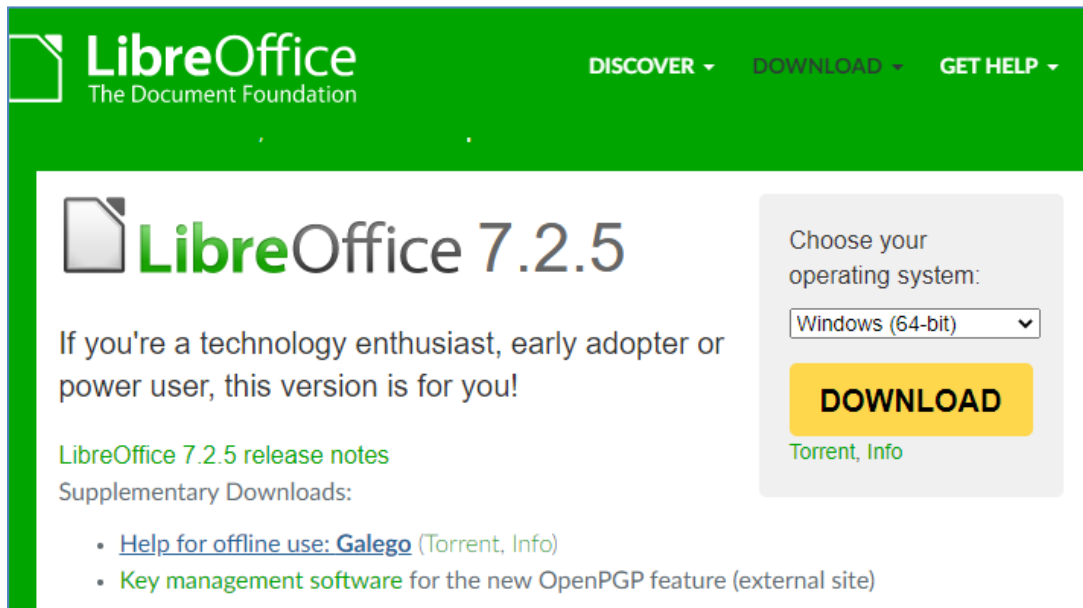 LibreOffice
The Document Foundation
DISCOVER
DOWNLOAD
GET HELP
LibreOffice 7.2.5
If you're a technology enthusiast, early adopter or
power user, this version is for you!
LibreOffice 7.2.5 release notes
Supplementary Downloads:
• Help for offline use: Galego (Torrent, Info)
• Key management software for the new OpenPGP feature (external site)
Choose your
operating system:
Windows (64-bit)
DOWNLOAD
Torrent, Info